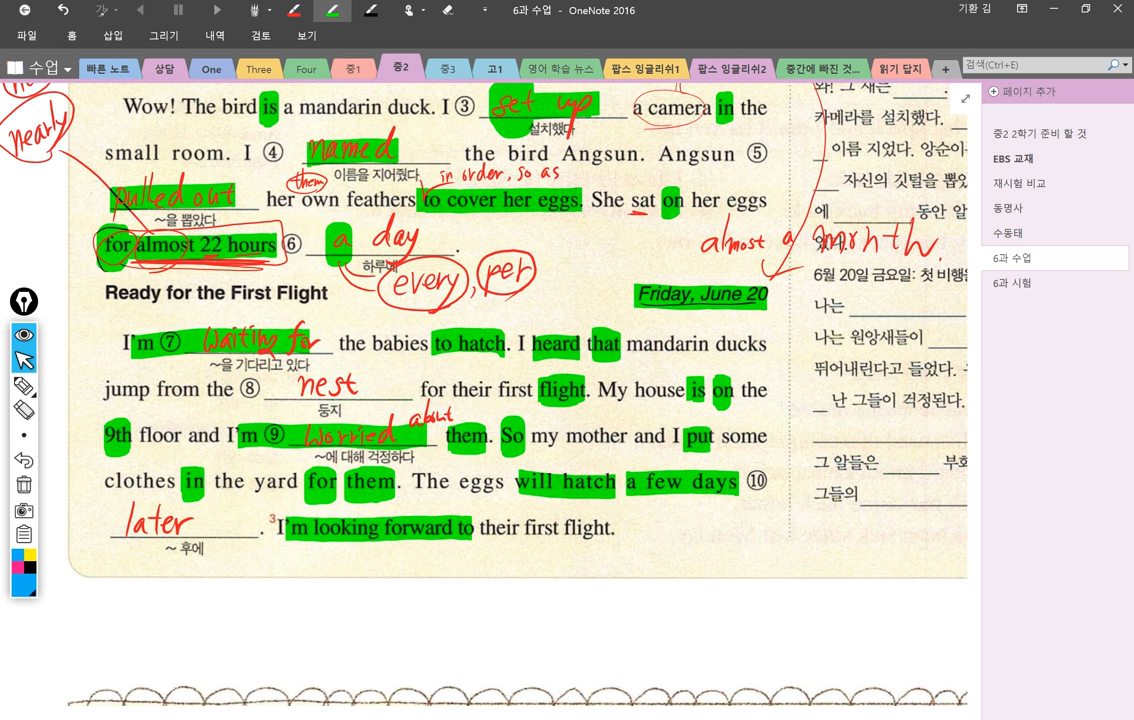 6과 수업 - OneNote 2016
기환 김
파일 홈 삽입 그리기 내역 검토 보기
수업 빠른 노트 상담 One Three Four 중1 중2 중3 고1 영어 학습 뉴스 팝스 잉글리쉬1 팝스 잉글리쉬2 중간에 빠진 것... 읽기 답지 +
검색(Ctrl+E)
페이지 추가
중2 2학기 준비 할 것
EBS 교재
재시험 비교
동명사
수동태
6과 수업
6과 시험
nearly
Wow! The bird is a mandarin duck. I ③ set up a camera in the
설치했다
small room. I ④ named the bird Angsun. Angsun ⑤
이름을 지어줬다
in order, so as
them
pulled out her own feathers to cover her eggs. She sat on her eggs
~을 뽑았다
for almost 22 hours ⑥ a day.
하루에
every, per
almost a month.
Ready for the First Flight Friday, June 20
I'm ⑦ waiting for the babies to hatch. I heard that mandarin ducks
~을 기다리고 있다
jump from the ⑧ nest for their first flight. My house is on the
둥지
about
9th floor and I'm ⑨ worried them. So my mother and I put some
~에 대해 걱정하다
clothes in the yard for them. The eggs will hatch a few days ⑩
later. 3I'm looking forward to their first flight.
~ 후에
와! 그 새는
카메라를 설치했다.
이름 지었다. 앙순이
자신의 깃털을 뽑았
에 동안 알
있었다.
6월 20일 금요일: 첫 비행
나는
나는 원앙새들이
뛰어내린다고 들었다.
난 그들이 걱정된다.
그 알들은 부화
그들의